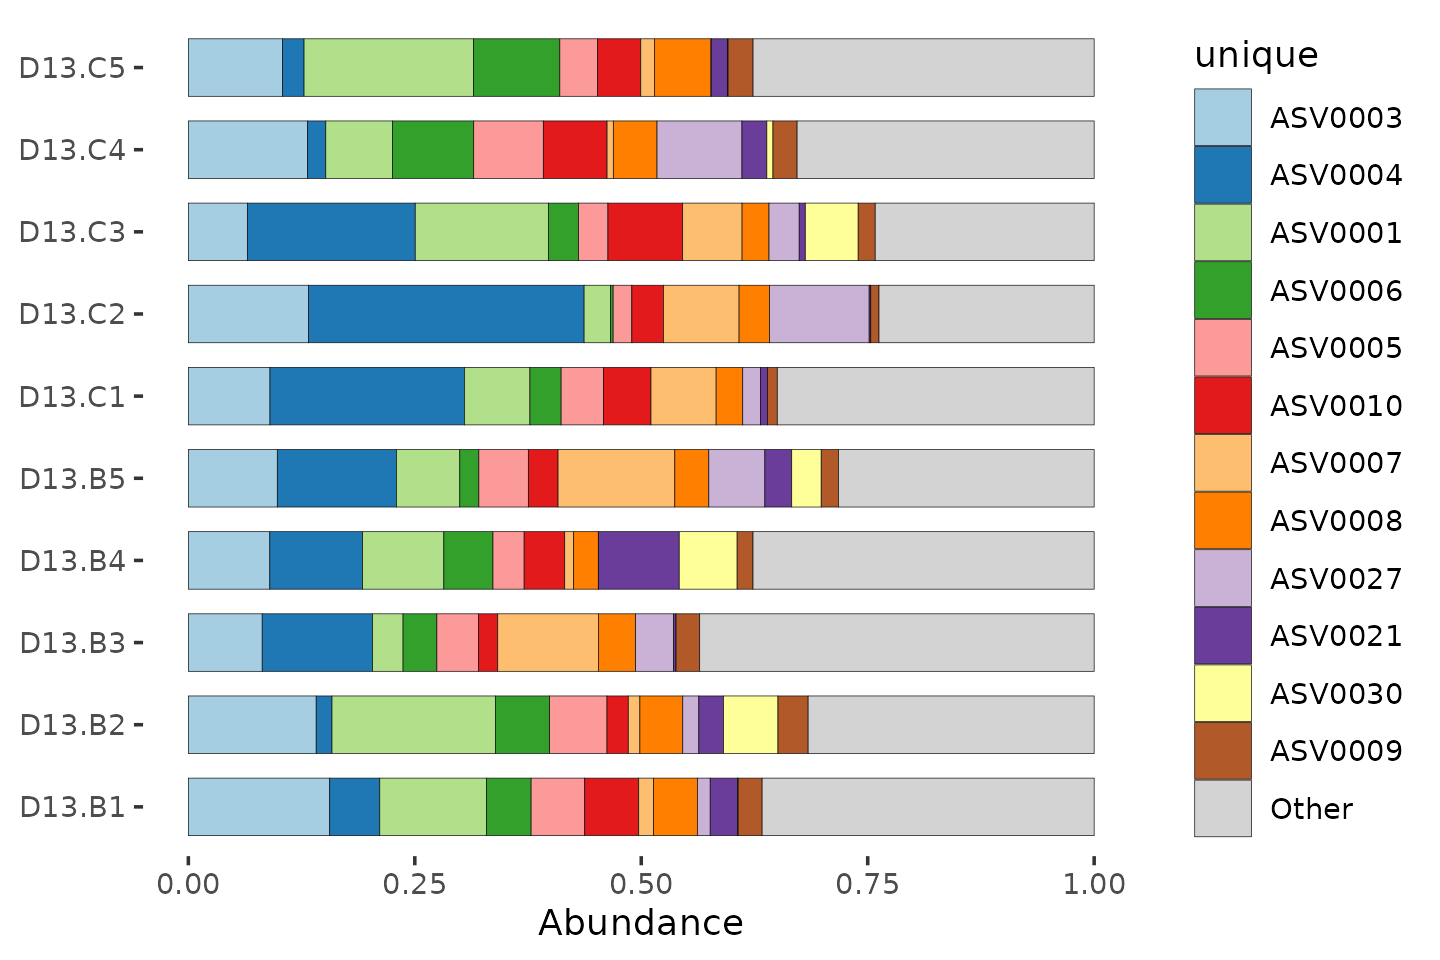 D13.C5
D13.C4
D13.C3
D13.C2
D13.C1
D13.B5
D13.B4
D13.B3
D13.B2
D13.B1
0.00 0.25 0.50 0.75 1.00
Abundance
unique
ASV0003
ASV0004
ASV0001
ASV0006
ASV0005
ASV0010
ASV0007
ASV0008
ASV0027
ASV0021
ASV0030
ASV0009
Other